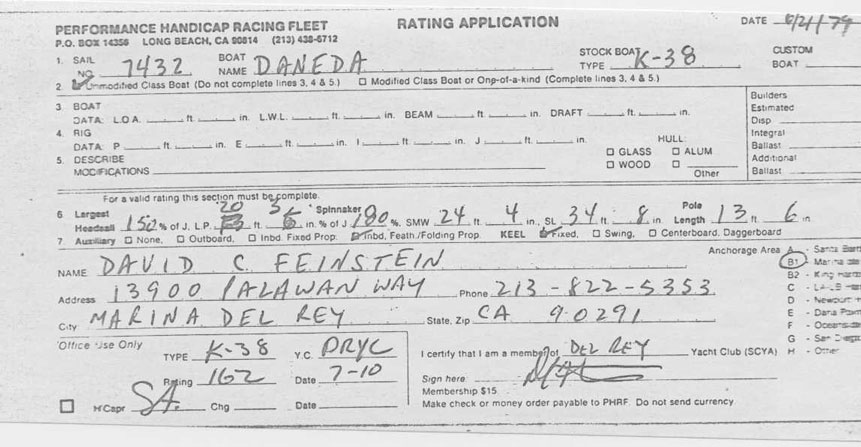 PERFORMANCE HANDICAP RACING FLEET RATING APPLICATION DATE 6/21/79
P.O. BOX 14356 LONG BEACH, CA 90814 (213) 438-6712
1. SAIL NO. 7432 BOAT NAME DANEDA STOCK BOAT TYPE K-38 CUSTOM BOAT
2. Unmodified Class Boat (Do not complete lines 3, 4 & 5.) ☐ Modified Class Boat or One-of-a-kind (Complete lines 3, 4 & 5.)
3. BOAT DATA: L.O.A. ft. in. L.W.L. ft. in. BEAM ft. in. DRAFT ft. in.
4. RIG DATA: P ft. in. E ft. in. I ft. in. J ft. in. HULL:
☐ GLASS ☐ ALUM
5. DESCRIBE MODIFICATIONS ☐ WOOD ☐ Other
Builders
Estimated
Disp.
Integral
Ballast
Additional
Ballast
For a valid rating this section must be complete.
6. Largest Headsail 150 % of J. L.P. 20 ft. in. Spinnaker % of J 180 %. SMW 24 ft. 4 in. SL 34 ft. 8 in. Pole Length 13 ft. 6 in.
7. Auxiliary ☐ None, ☐ Outboard, ☐ Inbd. Fixed Prop. Inbd, Feath./Folding Prop. KEEL Fixed, ☐ Swing, ☐ Centerboard, Daggerboard
NAME DAVID C. FEINSTEIN
Address 13900 PALAWAN WAY Phone 213-822-5353
City MARINA DEL REY State, Zip CA 90291
Anchorage Area A - Santa
B1 - Marina
B2 - King
C -
D - Newport
E - Dana
F -
G - San
H - Other
Office Use Only
TYPE K-38 Y.C. DRYC
Rating 162 Date 7-10
☐ H'Capr Chg Date
I certify that I am a member of DEL REY Yacht Club (SCYA)
Sign here
Membership $15
Make check or money order payable to PHRF. Do not send currency.